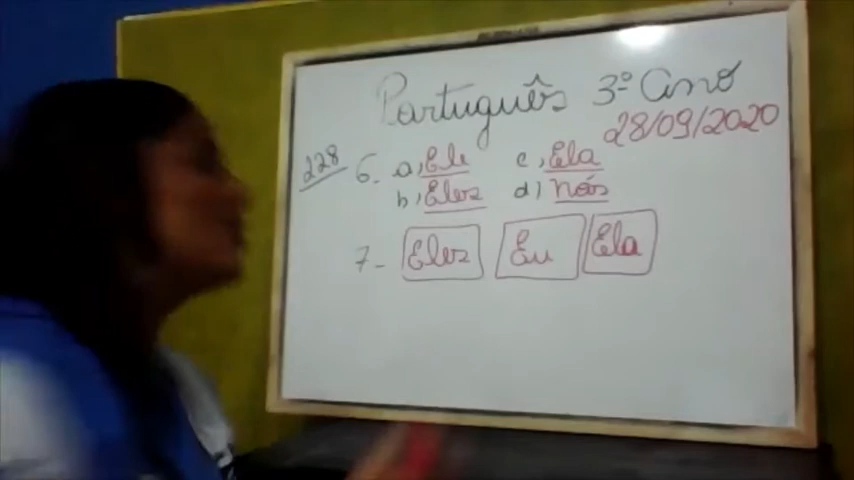 Português 3º Ano
28/09/2020
228 6- a) Ele c) Ela
b) Eles d) nós
7- Eles Eu Ela